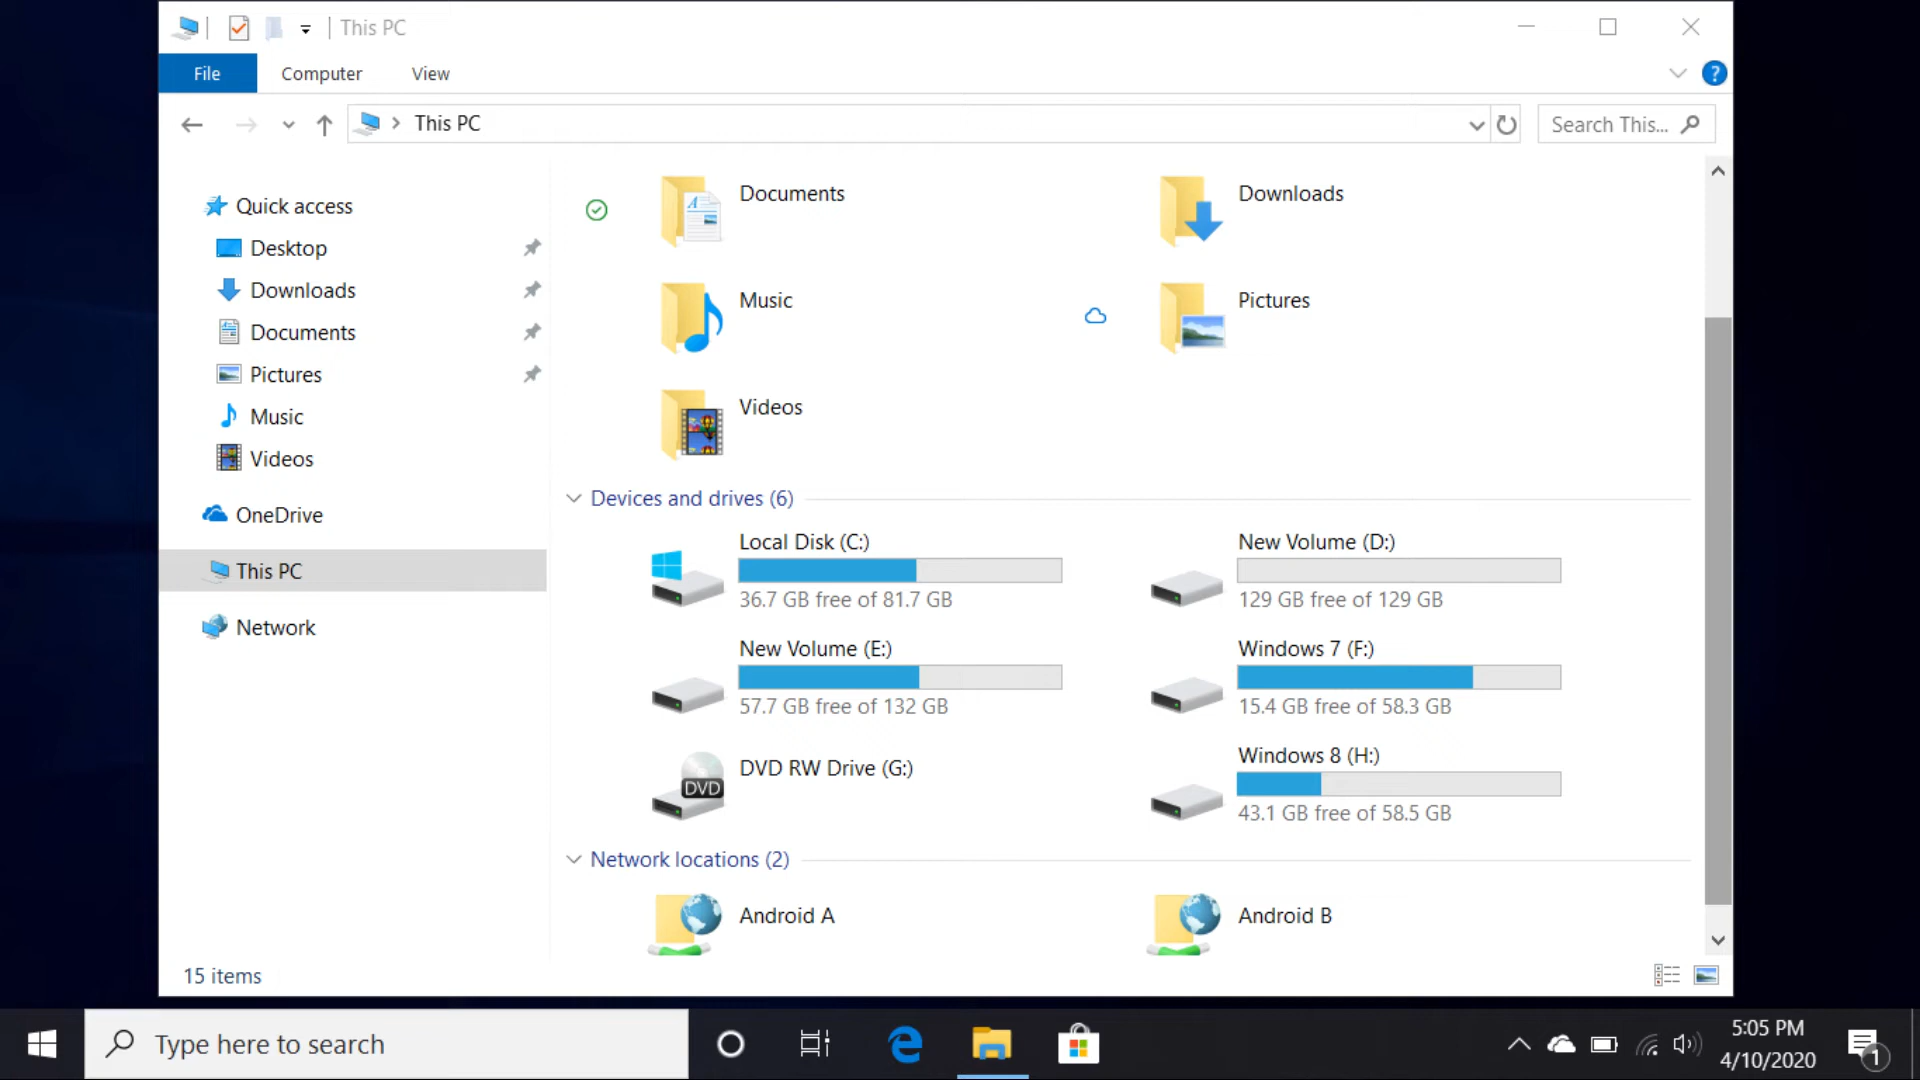 This PC
File
Computer
View
?
This PC
Search This...
Quick access
Desktop
Downloads
Documents
Pictures
Music
Videos
OneDrive
This PC
Network
Documents
Downloads
Music
Pictures
Videos
Devices and drives (6)
Local Disk (C:)
36.7 GB free of 81.7 GB
New Volume (D:)
129 GB free of 129 GB
New Volume (E:)
57.7 GB free of 132 GB
Windows 7 (F:)
15.4 GB free of 58.3 GB
DVD
DVD RW Drive (G:)
Windows 8 (H:)
43.1 GB free of 58.5 GB
Network locations (2)
Android A
Android B
15 items
Type here to search
5:05 PM
4/10/2020
1